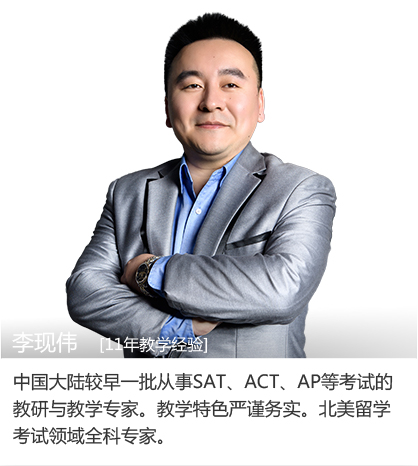 李现伟 [11年教学经验]
中国大陆较早一批从事SAT、ACT、AP等考试的
教研与教学专家。教学特色严谨务实。北美留学
考试领域全科专家。